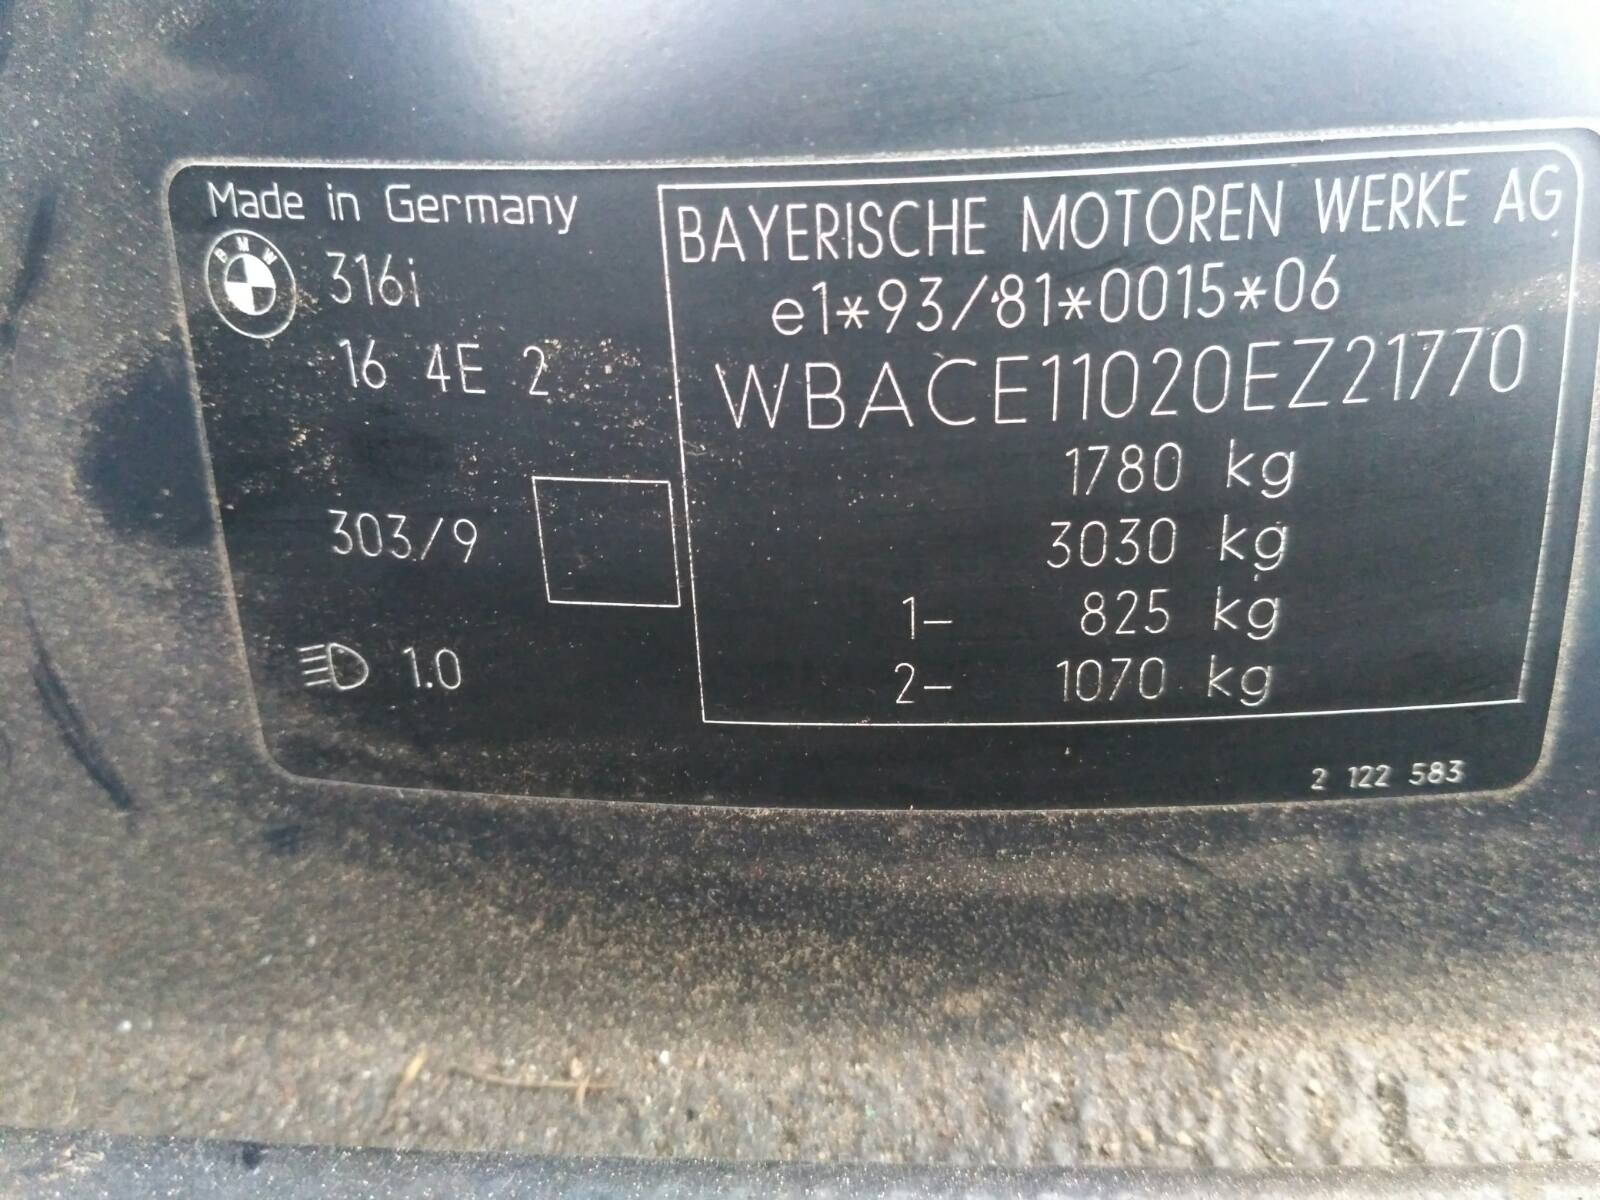 Made in Germany
BMW 316i
16 4E 2
303/9
1.0
BAYERISCHE MOTOREN WERKE AG
e1*93/81*0015*06
WBACE11020EZ21770
1780 kg
3030 kg
1- 825 kg
2- 1070 kg
2 122 583